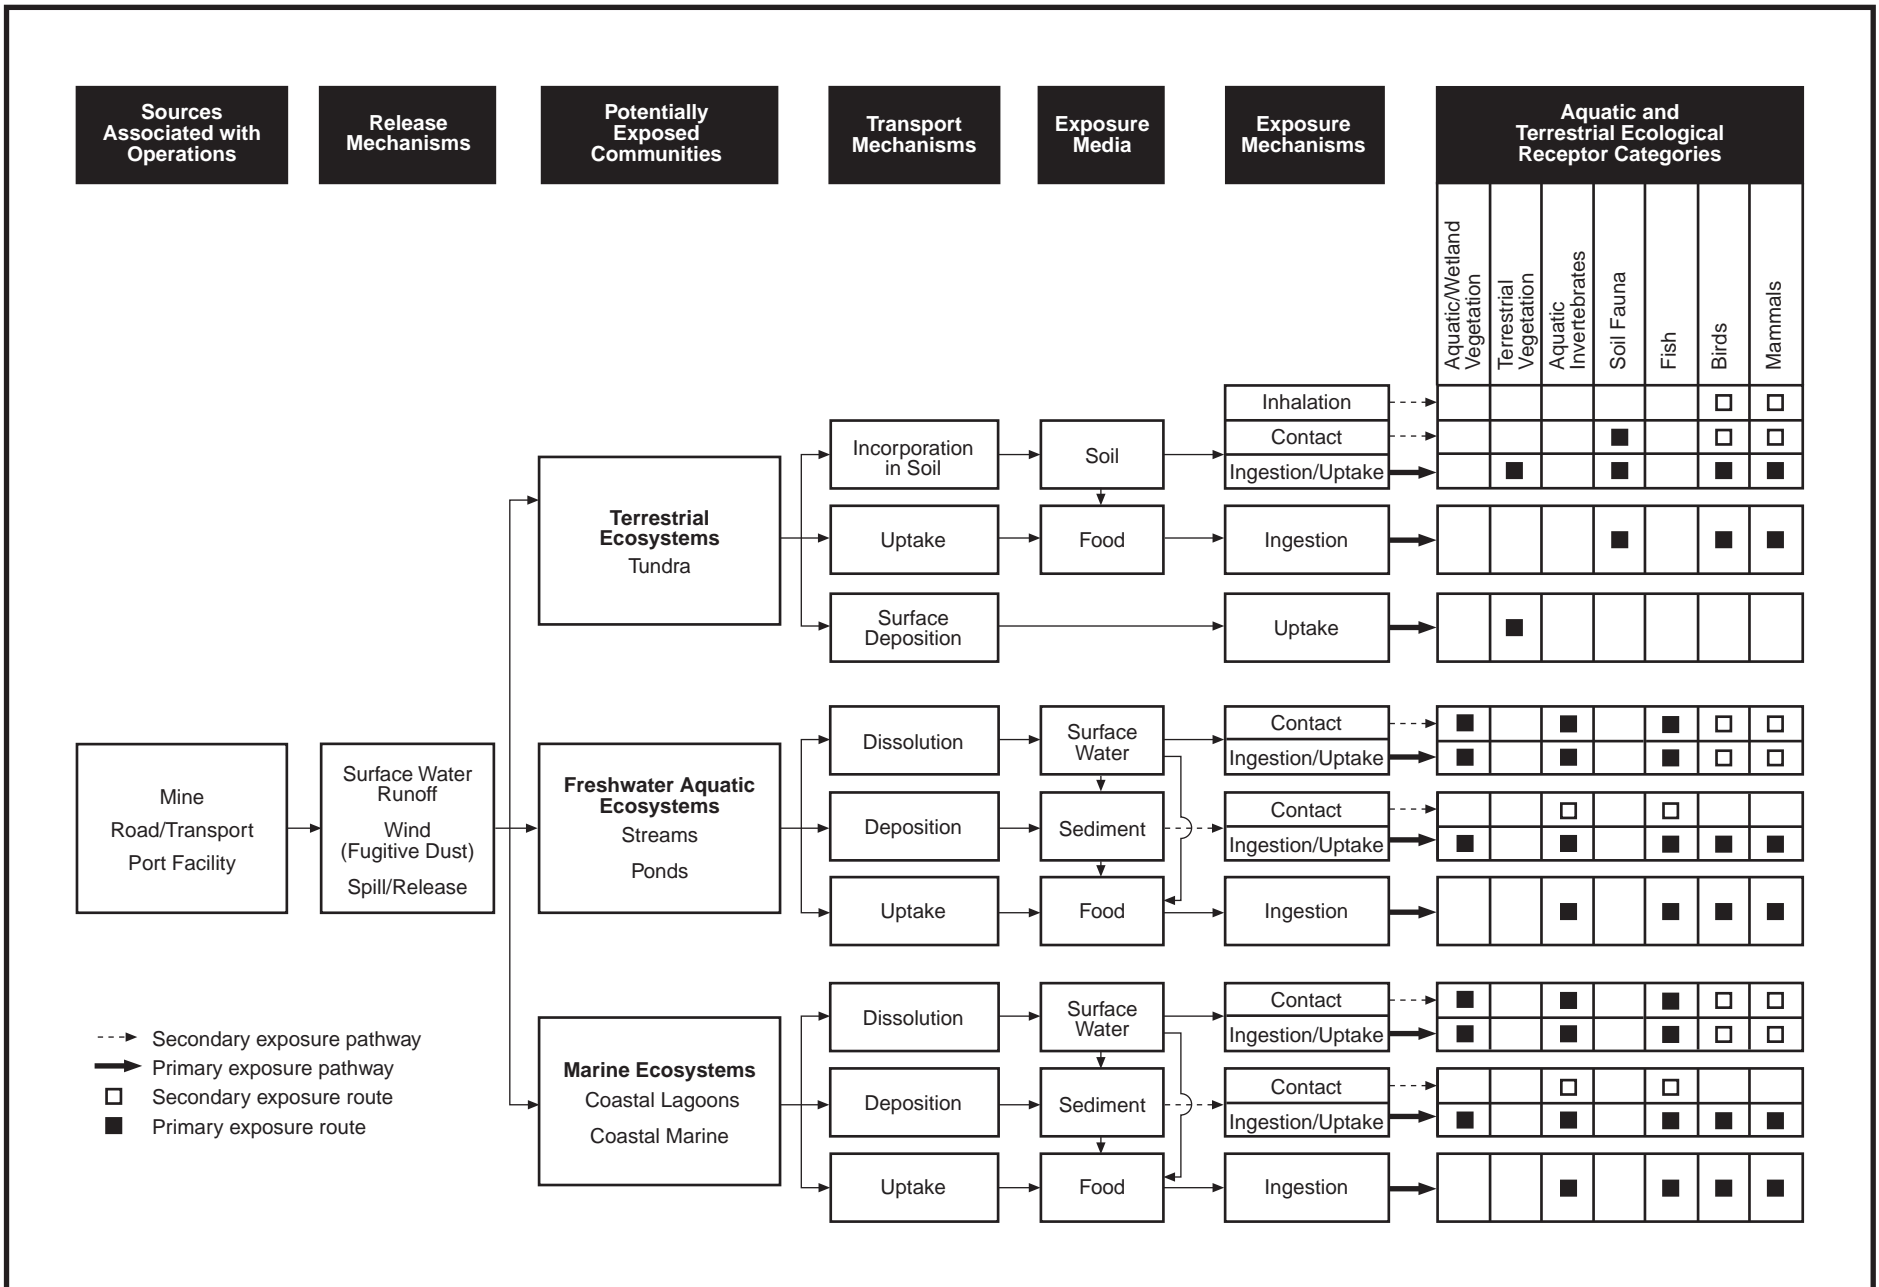 Sources
Associated with
Operations
Release
Mechanisms
Potentially
Exposed
Communities
Transport
Mechanisms
Exposure
Media
Exposure
Mechanisms
Aquatic and
Terrestrial Ecological
Receptor Categories
Aquatic/Wetland
Vegetation
Terrestrial
Vegetation
Aquatic
Invertebrates
Soil Fauna
Fish
Birds
Mammals
Mine
Road/Transport
Port Facility
Surface Water
Runoff
Wind
(Fugitive Dust)
Spill/Release
Terrestrial
Ecosystems
Tundra
Incorporation
in Soil
Soil
Inhalation
Contact
Ingestion/Uptake
Uptake
Food
Ingestion
Surface
Deposition
Uptake
Freshwater Aquatic
Ecosystems
Streams
Ponds
Dissolution
Surface
Water
Contact
Ingestion/Uptake
Deposition
Sediment
Contact
Ingestion/Uptake
Uptake
Food
Ingestion
Marine Ecosystems
Coastal Lagoons
Coastal Marine
Dissolution
Surface
Water
Contact
Ingestion/Uptake
Deposition
Sediment
Contact
Ingestion/Uptake
Uptake
Food
Ingestion
Secondary exposure pathway
Primary exposure pathway
Secondary exposure route
Primary exposure route